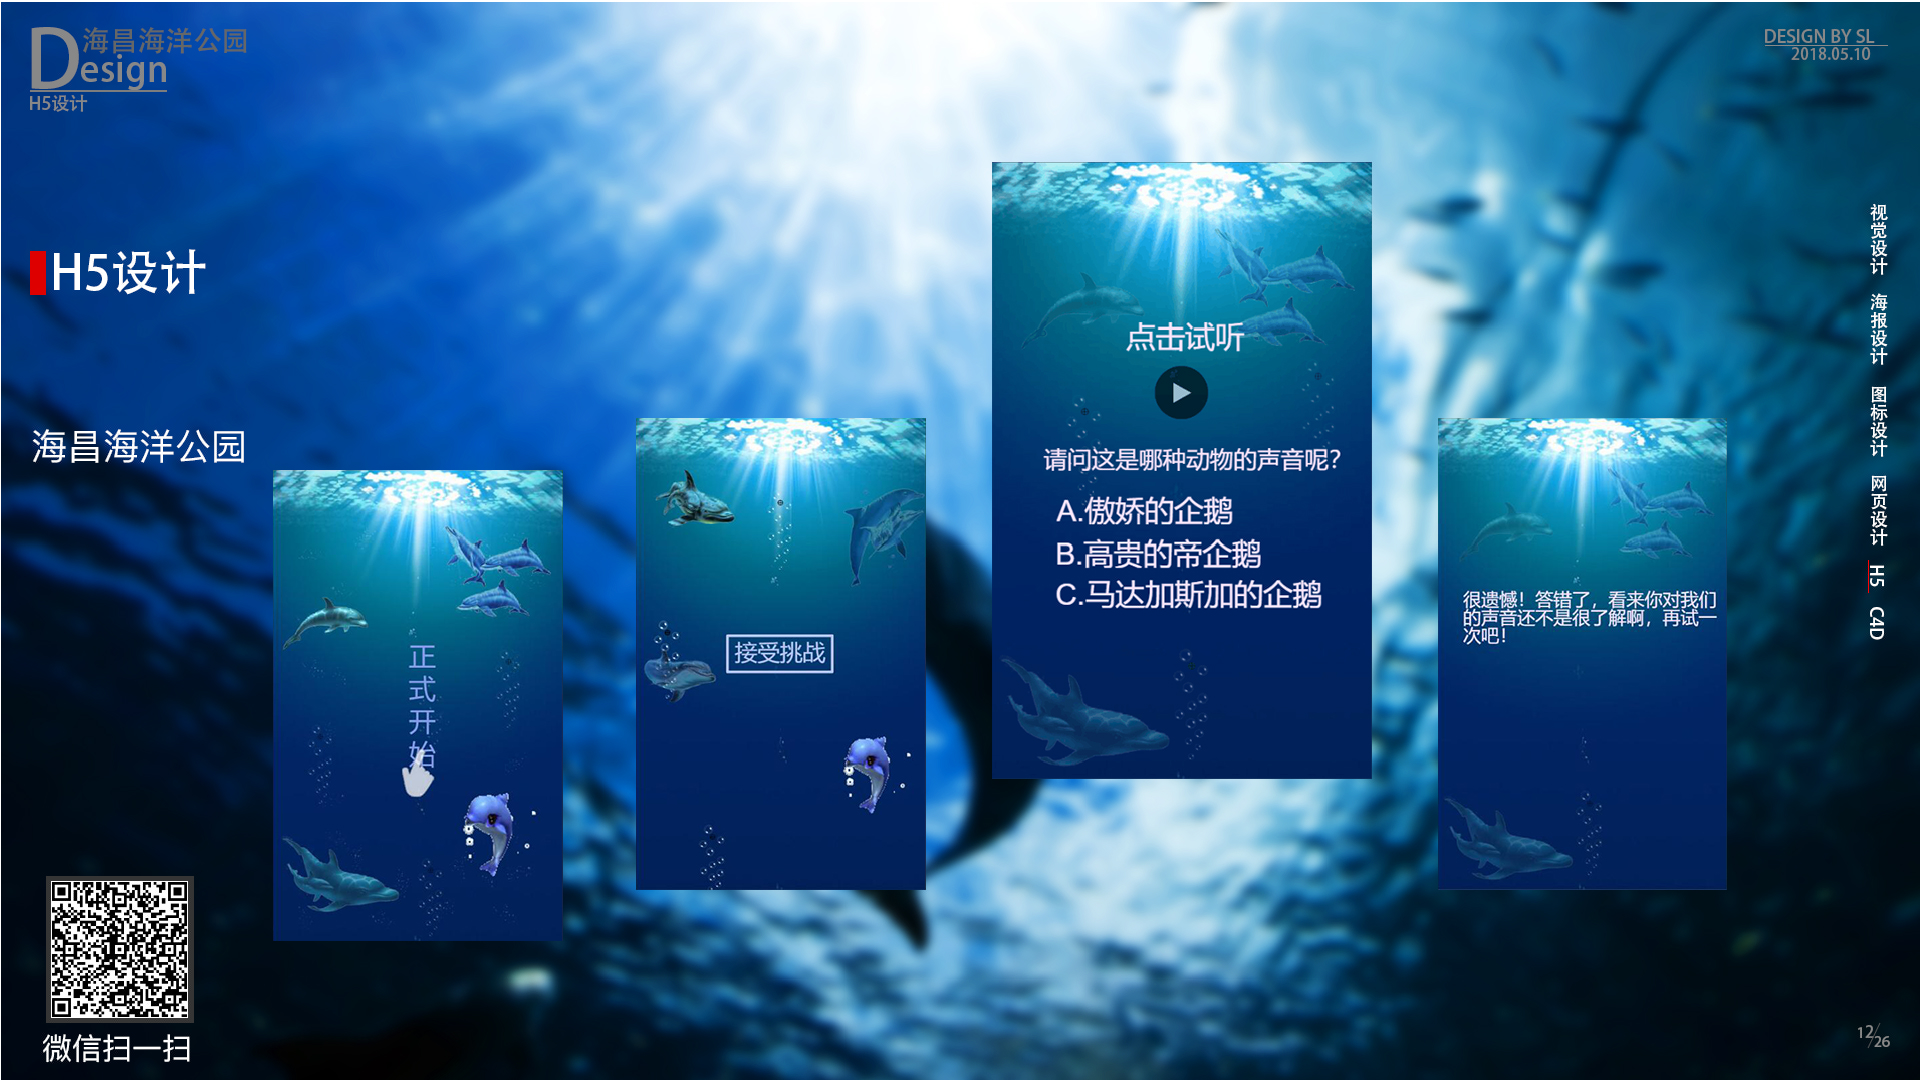 海昌海洋公园
Design
H5设计
DESIGN BY SL
2018.05.10
H5设计
海昌海洋公园
正式开始
接受挑战
点击试听
请问这是哪种动物的声音呢?
A.傲娇的企鹅
B.高贵的帝企鹅
C.马达加斯加的企鹅
很遗憾！答错了，看来你对我们
的声音还不是很了解啊，再试一
次吧！
视觉设计
海报设计
图标设计
网页设计
H5
C4D
微信扫一扫
12/26